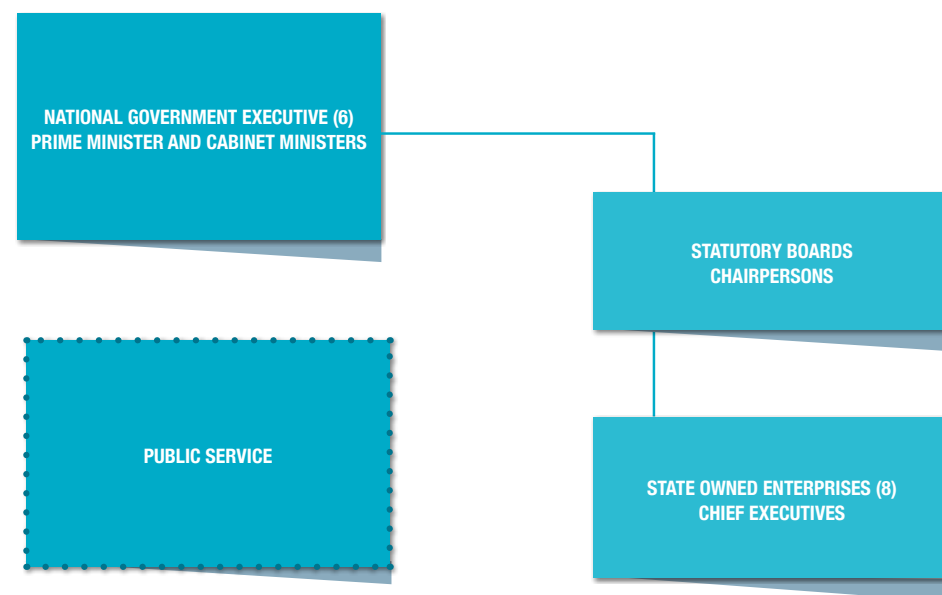 NATIONAL GOVERNMENT EXECUTIVE (6)
PRIME MINISTER AND CABINET MINISTERS
STATUTORY BOARDS
CHAIRPERSONS
PUBLIC SERVICE
STATE OWNED ENTERPRISES (8)
CHIEF EXECUTIVES